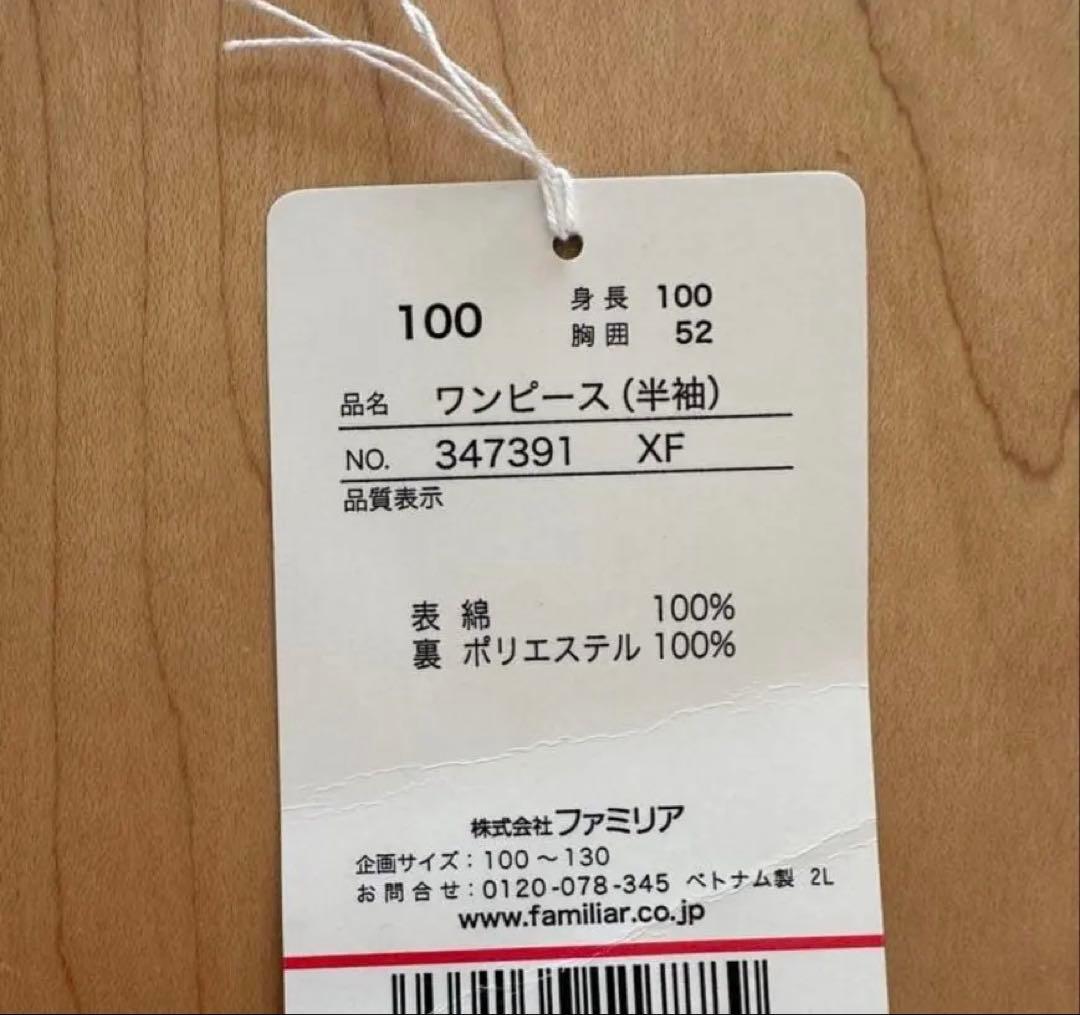 100
身長 100
胸囲 52
品名 ワンピース(半袖)
NO. 347391 XF
品質表示
表 綿 100%
裏 ポリエステル 100%
株式会社ファミリア
企画サイズ:100~130
お問合せ:0120-078-345 ベトナム製 2L
www.familiar.co.jp